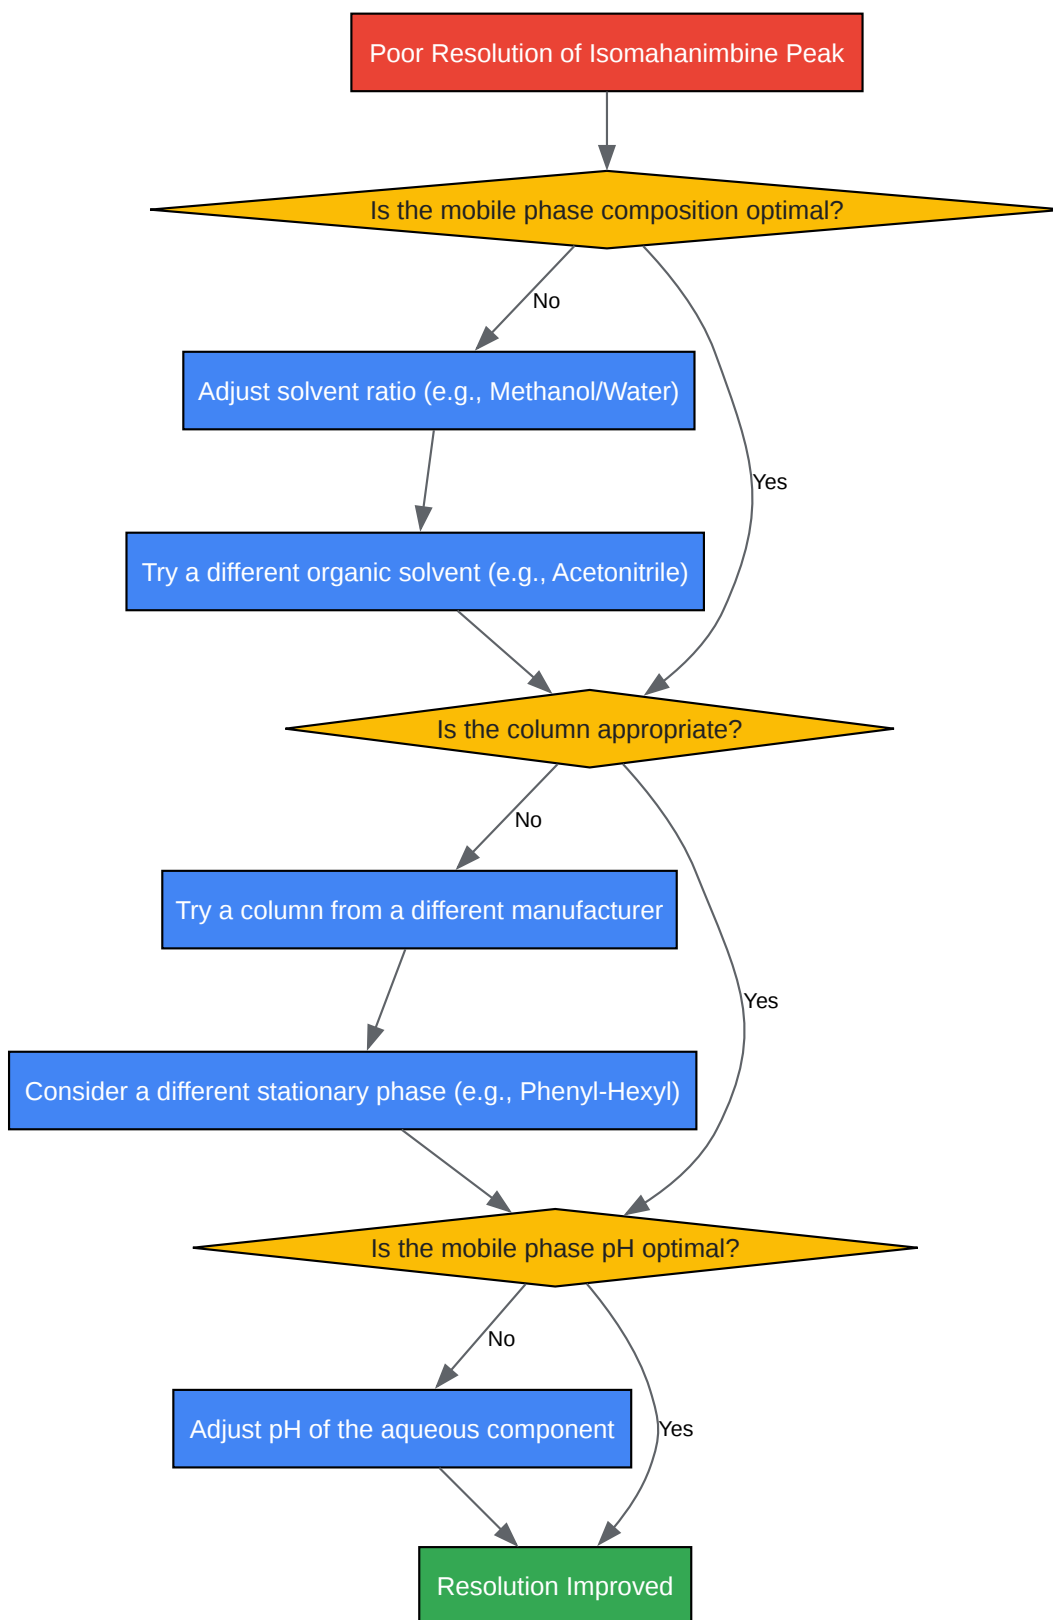 Poor Resolution of Isomahanimbine Peak
Is the mobile phase composition optimal?
No
Adjust solvent ratio (e.g., Methanol/Water)
Yes
Try a different organic solvent (e.g., Acetonitrile)
Is the column appropriate?
No
Try a column from a different manufacturer
Yes
Consider a different stationary phase (e.g., Phenyl-Hexyl)
Is the mobile phase pH optimal?
No
Adjust pH of the aqueous component
Yes
Resolution Improved